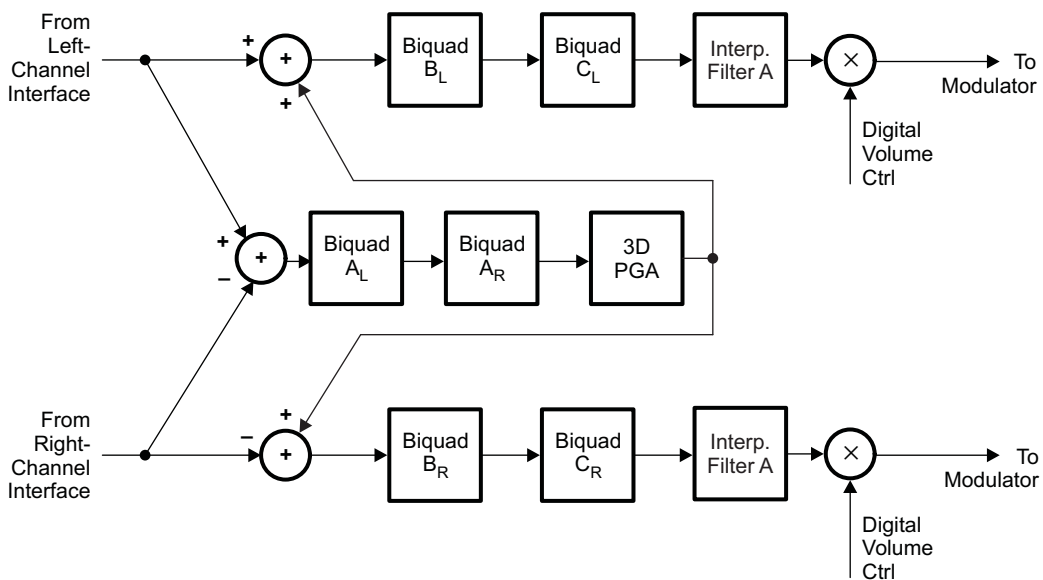 From
Left-
Channel
Interface
+
+
+
Biquad
BL
Biquad
CL
Interp.
Filter A
×
To
Modulator
Digital
Volume
Ctrl
+
–
+
Biquad
AL
Biquad
AR
3D
PGA
From
Right-
Channel
Interface
+
–
+
Biquad
BR
Biquad
CR
Interp.
Filter A
×
To
Modulator
Digital
Volume
Ctrl